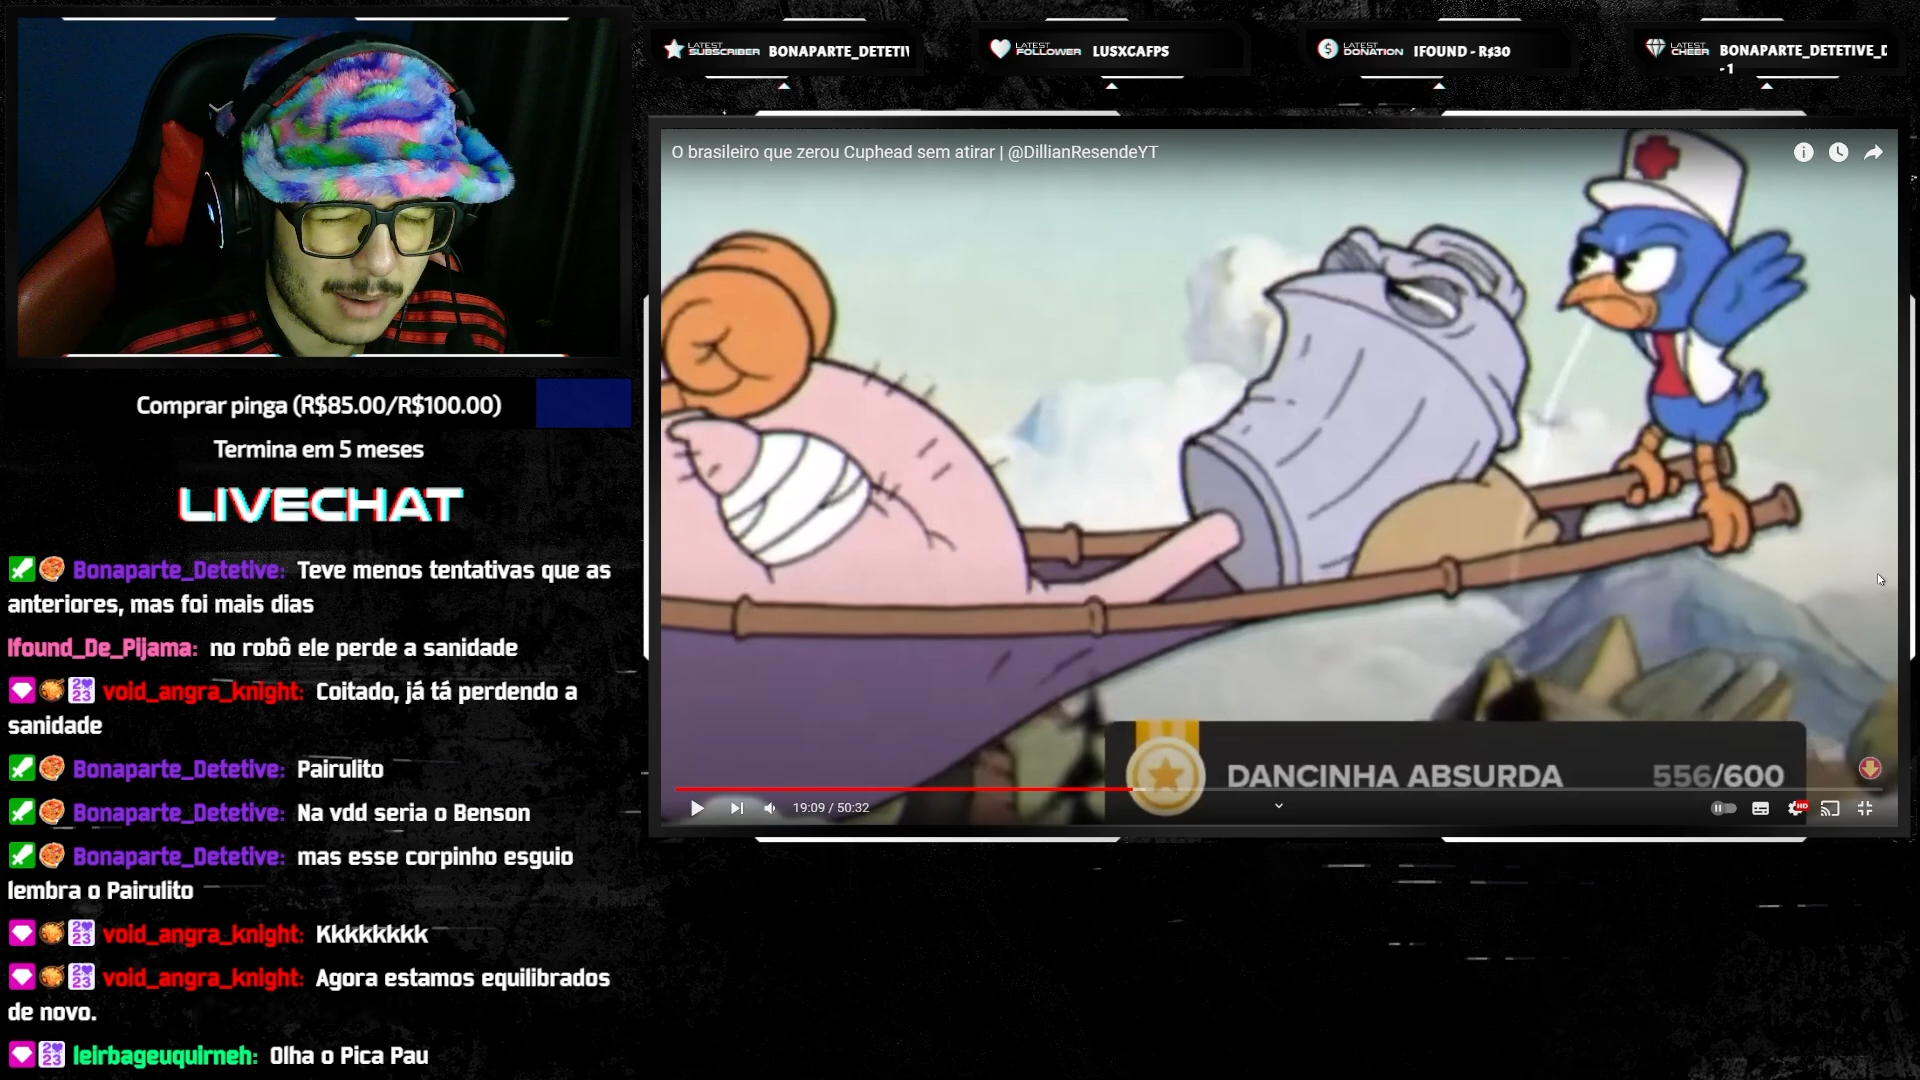 LATEST SUBSCRIBER BONAPARTE_DETETIV
LATEST FOLLOWER LUSXCAFPS
LATEST DONATION IFOUND - R$30
LATEST CHEER BONAPARTE_DETETIVE_D
- 1
O brasileiro que zerou Cuphead sem atirar | @DillianResendeYT
Comprar pinga (R$85.00/R$100.00)
Termina em 5 meses
LIVECHAT
Bonaparte_Detetive: Teve menos tentativas que as
anteriores, mas foi mais dias
Ifound_De_Pijama: no robô ele perde a sanidade
void_angra_knight: Coitado, já tá perdendo a
sanidade
Bonaparte_Detetive: Pairulito
Bonaparte_Detetive: Na vdd seria o Benson
Bonaparte_Detetive: mas esse corpinho esguio
lembra o Pairulito
void_angra_knight: Kkkkkkkk
void_angra_knight: Agora estamos equilibrados
de novo.
leirbageuquirneh: Olha o Pica Pau
DANCINHA ABSURDA 556/600
19:09 / 50:32
HD